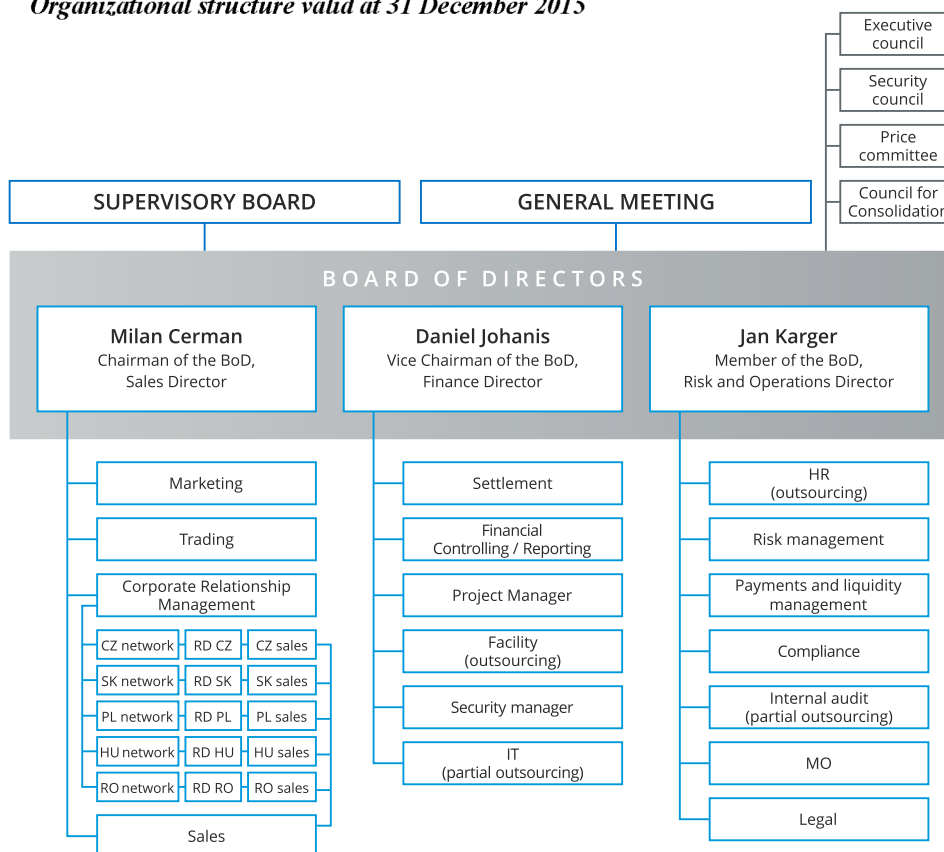 Organizational structure valid at 31 December 2015
Executive
council
Security
council
Price
committee
Council for
Consolidation
SUPERVISORY BOARD
GENERAL MEETING
BOARD OF DIRECTORS
Milan Cerman
Chairman of the BoD,
Sales Director
Daniel Johanis
Vice Chairman of the BoD,
Finance Director
Jan Karger
Member of the BoD,
Risk and Operations Director
Marketing
Trading
Corporate Relationship
Management
CZ network
RD CZ
CZ sales
SK network
RD SK
SK sales
PL network
RD PL
PL sales
HU network
RD HU
HU sales
RO network
RD RO
RO sales
Sales
Settlement
Financial
Controlling / Reporting
Project Manager
Facility
(outsourcing)
Security manager
IT
(partial outsourcing)
HR
(outsourcing)
Risk management
Payments and liquidity
management
Compliance
Internal audit
(partial outsourcing)
MO
Legal